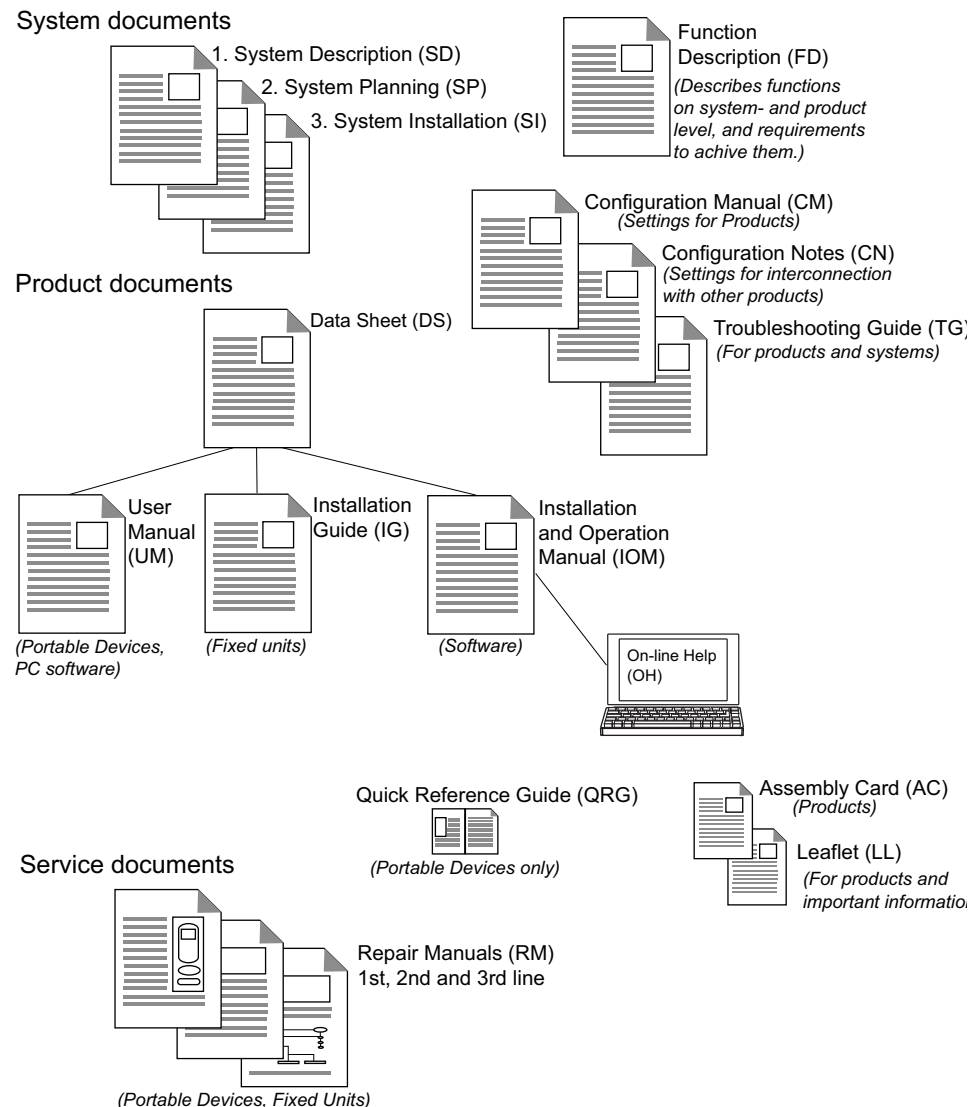 System documents
1. System Description (SD)
2. System Planning (SP)
3. System Installation (SI)
Function
Description (FD)
(Describes functions
on system- and product
level, and requirements
to achive them.)
Configuration Manual (CM)
(Settings for Products)
Configuration Notes (CN)
(Settings for interconnection
with other products)
Troubleshooting Guide (TG)
(For products and systems)
Product documents
Data Sheet (DS)
User
Manual
(UM)
(Portable Devices,
PC software)
Installation
Guide (IG)
(Fixed units)
Installation
and Operation
Manual (IOM)
(Software)
On-line Help
(OH)
Quick Reference Guide (QRG)
(Portable Devices only)
Assembly Card (AC)
(Products)
Leaflet (LL)
(For products and
important information
Service documents
Repair Manuals (RM)
1st, 2nd and 3rd line
(Portable Devices, Fixed Units)